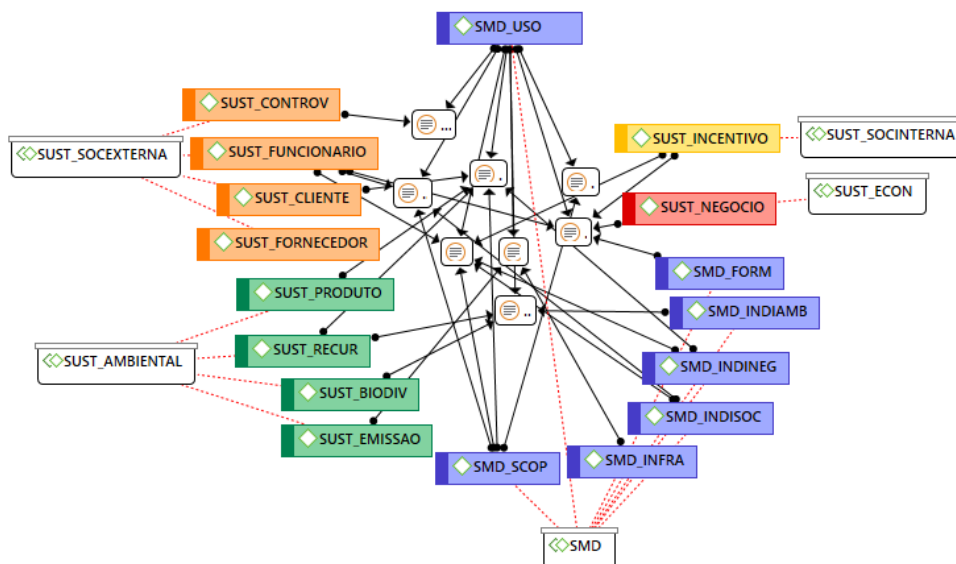 SMD_USO
SUST_CONTROV
...
SUST_INCENTIVO
SUST_SOCINTERNA
SUST_SOCEXTERNA
SUST_FUNCIONARIO
.
.
SUST_CLIENTE
.
SUST_ECON
SUST_NEGOCIO
.
SUST_FORNECEDOR
SMD_FORM
SUST_PRODUTO
..
SMD_INDIAMB
SUST_AMBIENTAL
SUST_RECUR
SMD_INDINEG
SUST_BIODIV
SMD_INDISOC
SUST_EMISSAO
SMD_SCOP
SMD_INFRA
SMD